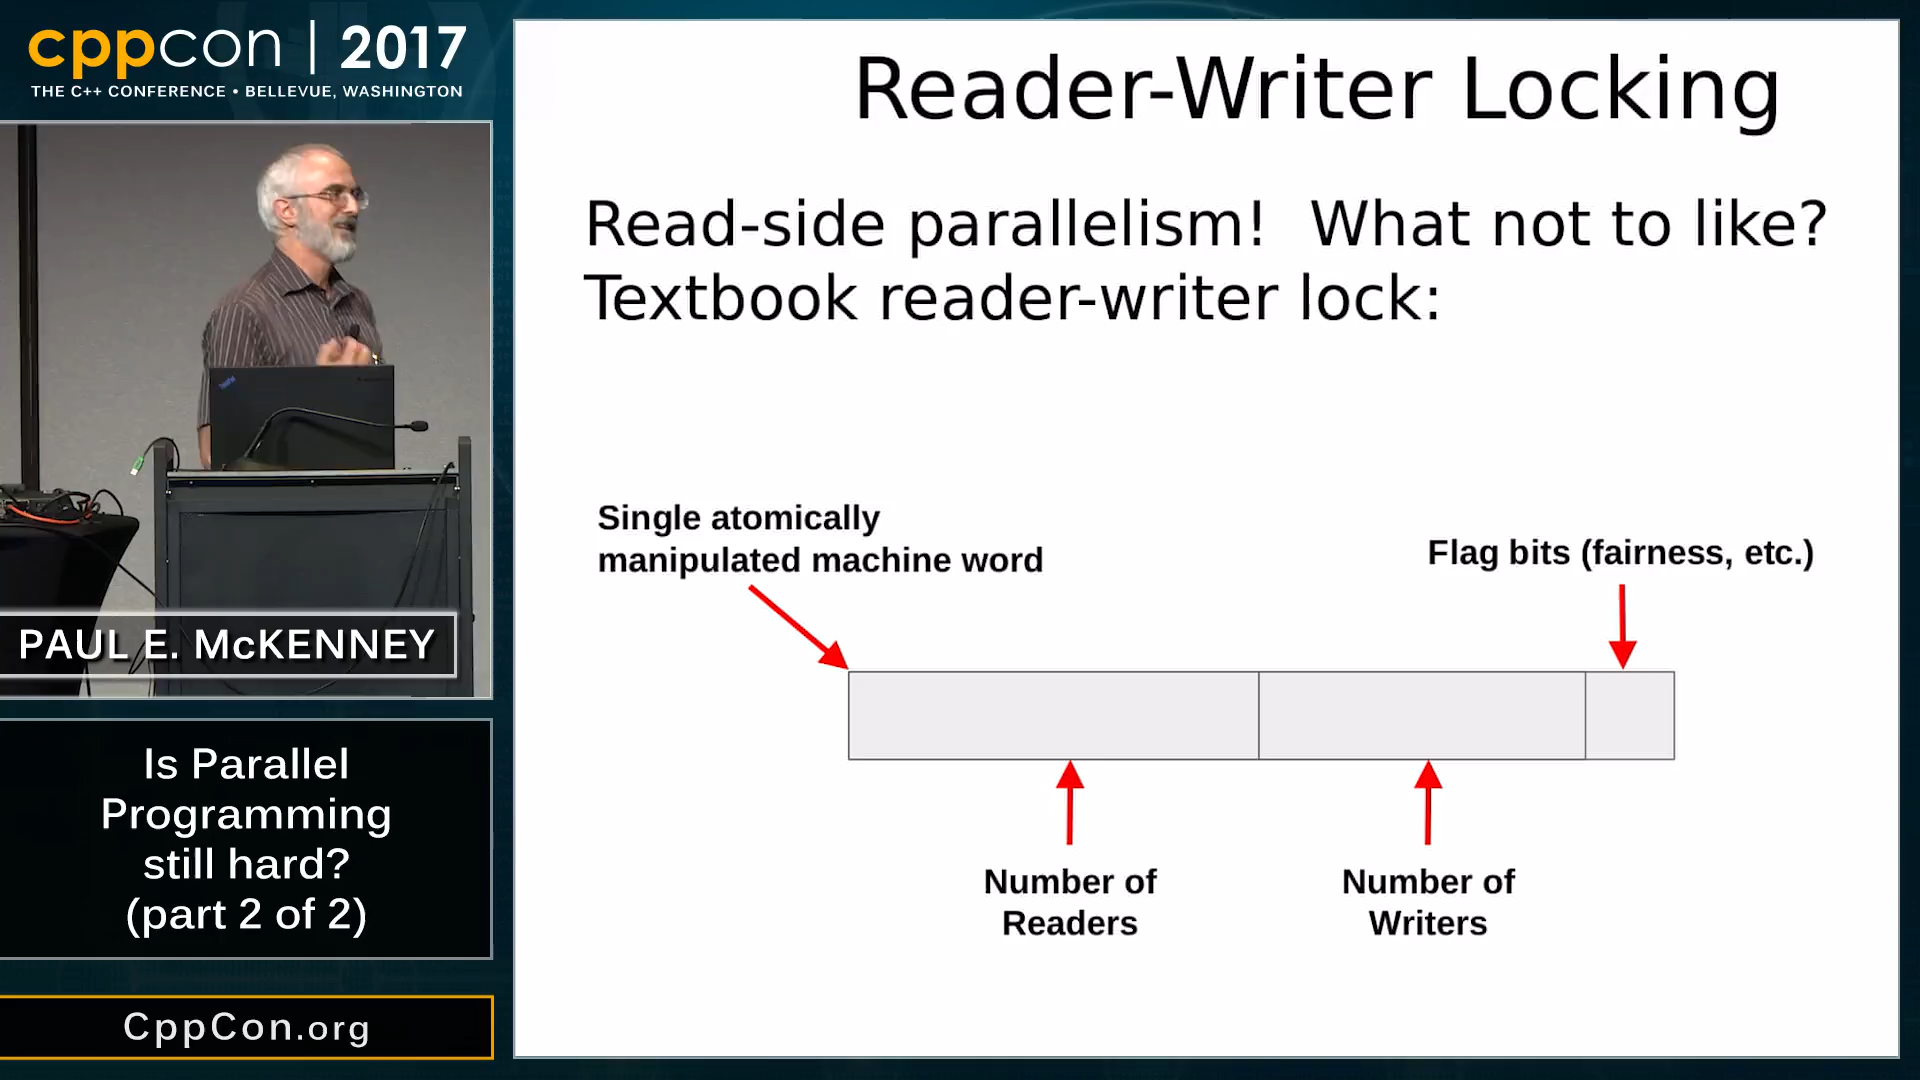 cppcon | 2017
THE C++ CONFERENCE • BELLEVUE, WASHINGTON
ThinkPad
PAUL E. McKENNEY
Is Parallel
Programming
still hard?
(part 2 of 2)
CppCon.org
Reader-Writer Locking
Read-side parallelism! What not to like?
Textbook reader-writer lock:
Single atomically
manipulated machine word
Flag bits (fairness, etc.)
Number of
Readers
Number of
Writers